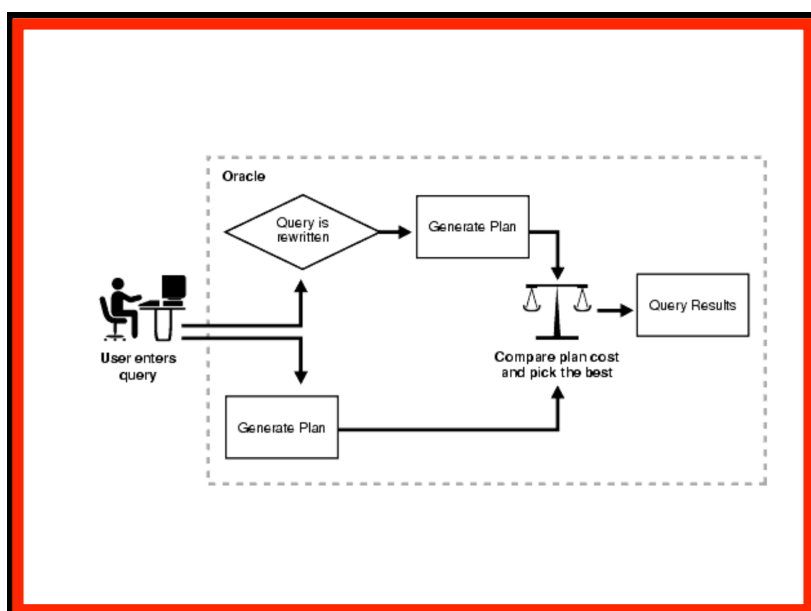 Oracle
Query is
rewritten
Generate Plan
Query Results
User enters
query
Compare plan cost
and pick the best
Generate Plan